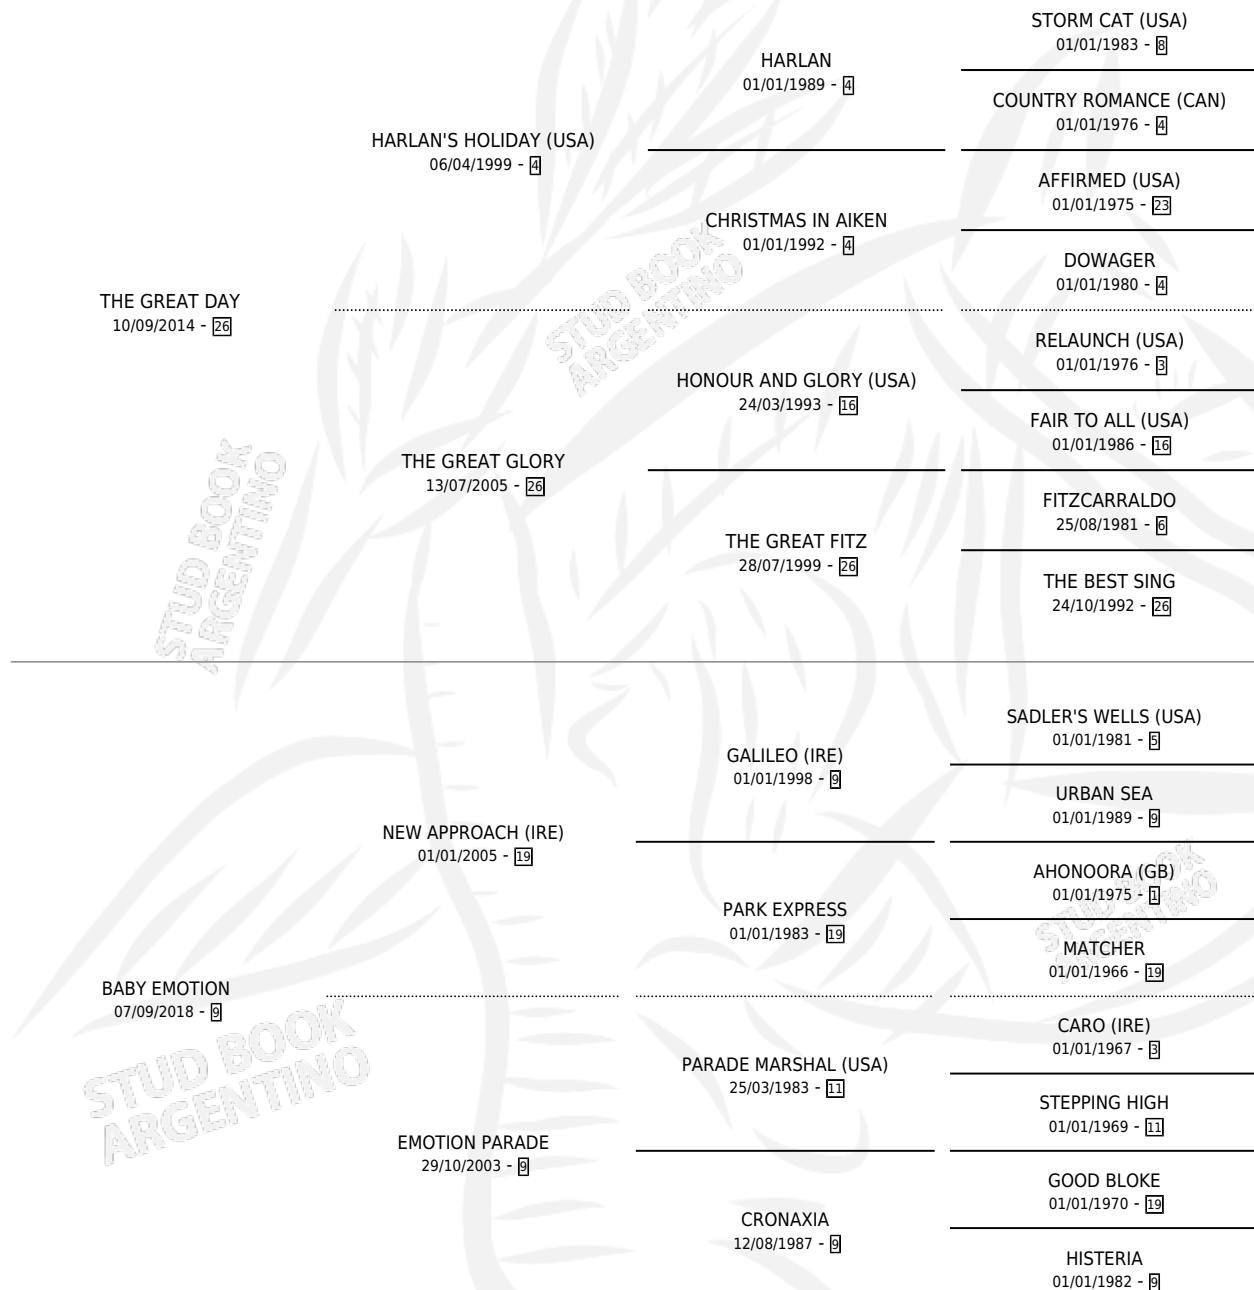 STORM CAT (USA)
01/01/1983 - 8
HARLAN
01/01/1989 - 4
COUNTRY ROMANCE (CAN)
01/01/1976 - 4
HARLAN'S HOLIDAY (USA)
06/04/1999 - 4
AFFIRMED (USA)
01/01/1975 - 23
CHRISTMAS IN AIKEN
01/01/1992 - 4
DOWAGER
01/01/1980 - 4
THE GREAT DAY
10/09/2014 - 26
RELAUNCH (USA)
01/01/1976 - 3
HONOUR AND GLORY (USA)
24/03/1993 - 16
FAIR TO ALL (USA)
01/01/1986 - 16
THE GREAT GLORY
13/07/2005 - 26
FITZCARRALDO
25/08/1981 - 6
THE GREAT FITZ
28/07/1999 - 26
THE BEST SING
24/10/1992 - 26
SADLER'S WELLS (USA)
01/01/1981 - 5
GALILEO (IRE)
01/01/1998 - 9
URBAN SEA
01/01/1989 - 9
NEW APPROACH (IRE)
01/01/2005 - 19
AHONOORA (GB)
01/01/1975 - 1
PARK EXPRESS
01/01/1983 - 19
MATCHER
01/01/1966 - 19
BABY EMOTION
07/09/2018 - 9
CARO (IRE)
01/01/1967 - 3
PARADE MARSHAL (USA)
25/03/1983 - 11
STEPPING HIGH
01/01/1969 - 11
EMOTION PARADE
29/10/2003 - 9
GOOD BLOKE
01/01/1970 - 19
CRONAXIA
12/08/1987 - 9
HISTERIA
01/01/1982 - 9
STUD BOOK
ARGENTINO
STUD BOOK
ARGENTINO
STUD BOOK
ARGENTINO
STUD BOOK
ARGENTINO